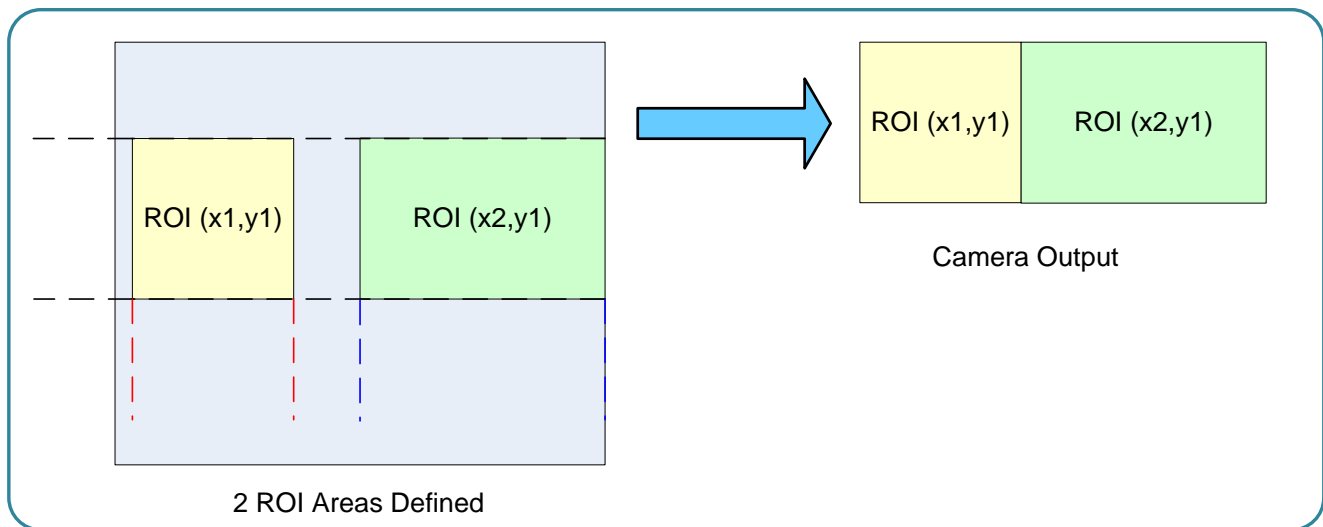 ROI (x1,y1)
ROI (x2,y1)
2 ROI Areas Defined
ROI (x1,y1)
ROI (x2,y1)
Camera Output